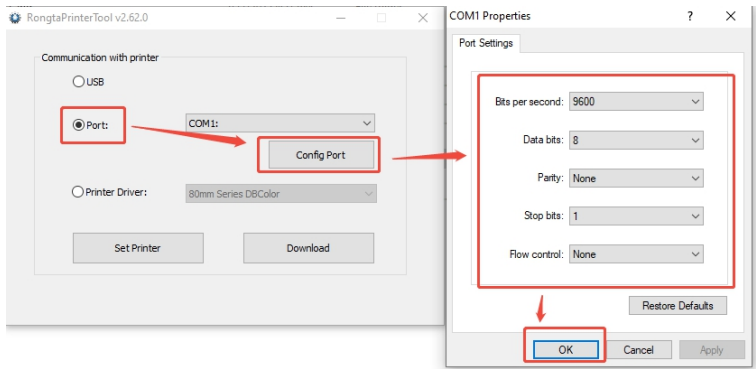 RongtaPrinterTool v2.62.0
Communication with printer
USB
Port:
COM1:
Config Port
Printer Driver:
80mm Series DBColor
Set Printer
Download
COM1 Properties
Port Settings
Bits per second: 9600
Data bits: 8
Parity: None
Stop bits: 1
Flow control: None
Restore Defaults
OK
Cancel
Apply